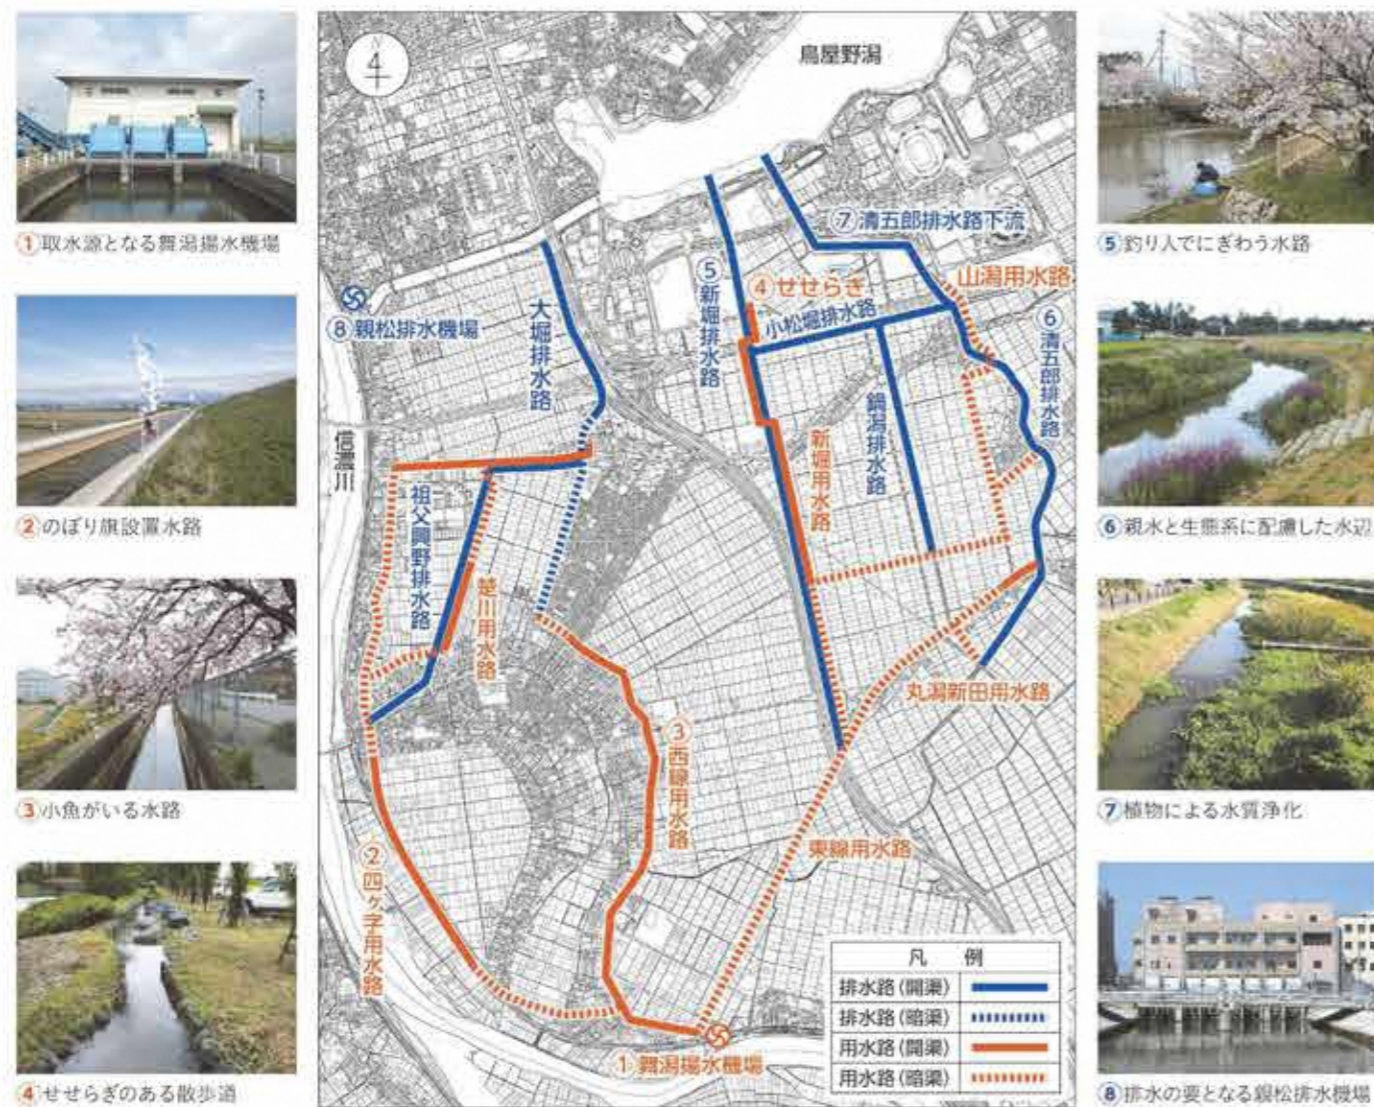 ①取水源となる舞潟揚水機場
②のぼり旗設置水路
③小魚がいる水路
④せせらぎのある散歩道
4
鳥屋野潟
⑦清五郎排水路下流
山潟用水路
④せせらぎ
小松堀排水路
⑤新堀排水路
⑥清五郎排水路
⑧親松排水機場
大堀排水路
鍋潟排水路
新堀用水路
信濃川
祖父興野排水路
楚川用水路
丸潟新田用水路
③西線用水路
東線用水路
②四ヶ字用水路
1 舞潟揚水機場
凡例
排水路(開渠)
排水路(暗渠)
用水路(開渠)
用水路(暗渠)
⑤釣り人でにぎわう水路
⑥親水と生態系に配慮した水辺
⑦植物による水質浄化
⑧排水の要となる親松排水機場